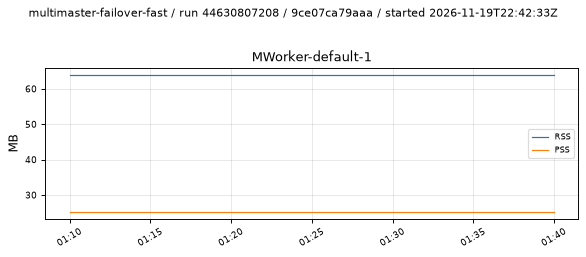 multimaster-failover-fast / run 44630807208 / 9ce07ca79aaa / started 2026-11-19T22:42:33Z
MWorker-default-1
MB
60
50
40
30
RSS
PSS
01:10
01:15
01:20
01:25
01:30
01:35
01:40